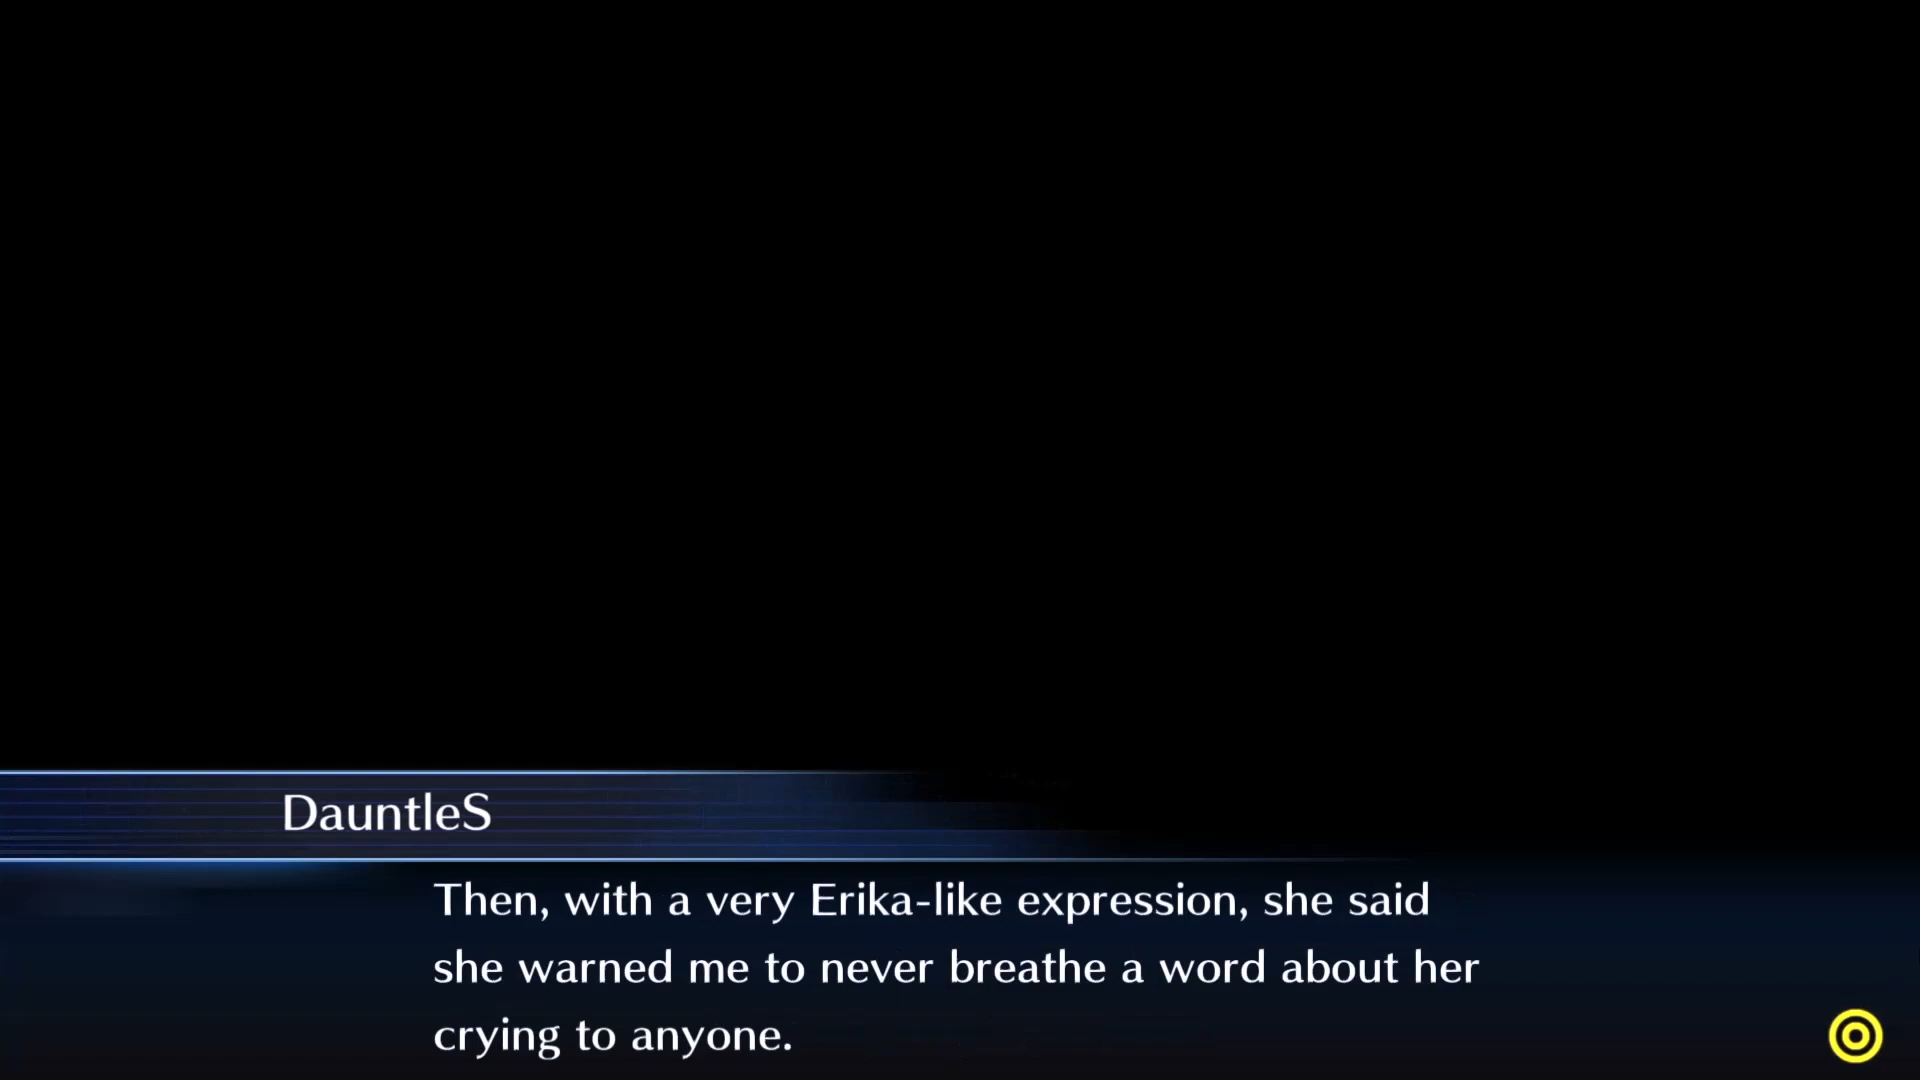 DauntleS
Then, with a very Erika-like expression, she said
she warned me to never breathe a word about her
crying to anyone.